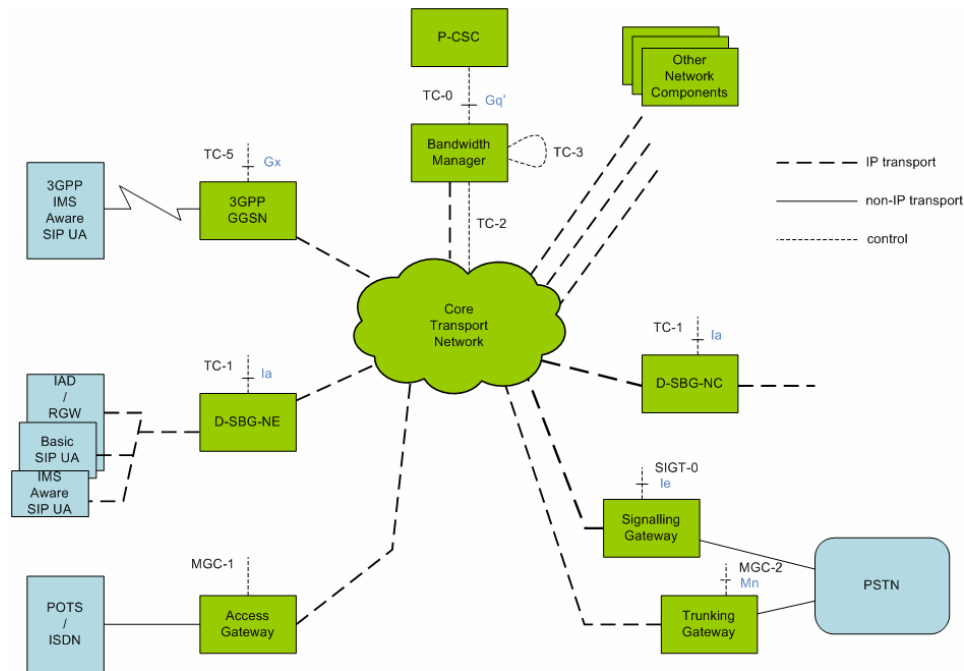 P-CSC
TC-0
Gq'
Bandwidth
Manager
TC-3
TC-2
Other
Network
Components
IP transport
non-IP transport
control
3GPP
IMS
Aware
SIP UA
TC-5
Gx
3GPP
GGSN
Core
Transport
Network
TC-1
Ia
D-SBG-NC
IAD
/
RGW
Basic
SIP UA
IMS
Aware
SIP UA
TC-1
Ia
D-SBG-NE
SIGT-0
Ie
Signalling
Gateway
MGC-2
Mn
Trunking
Gateway
PSTN
POTS
/
ISDN
MGC-1
Access
Gateway